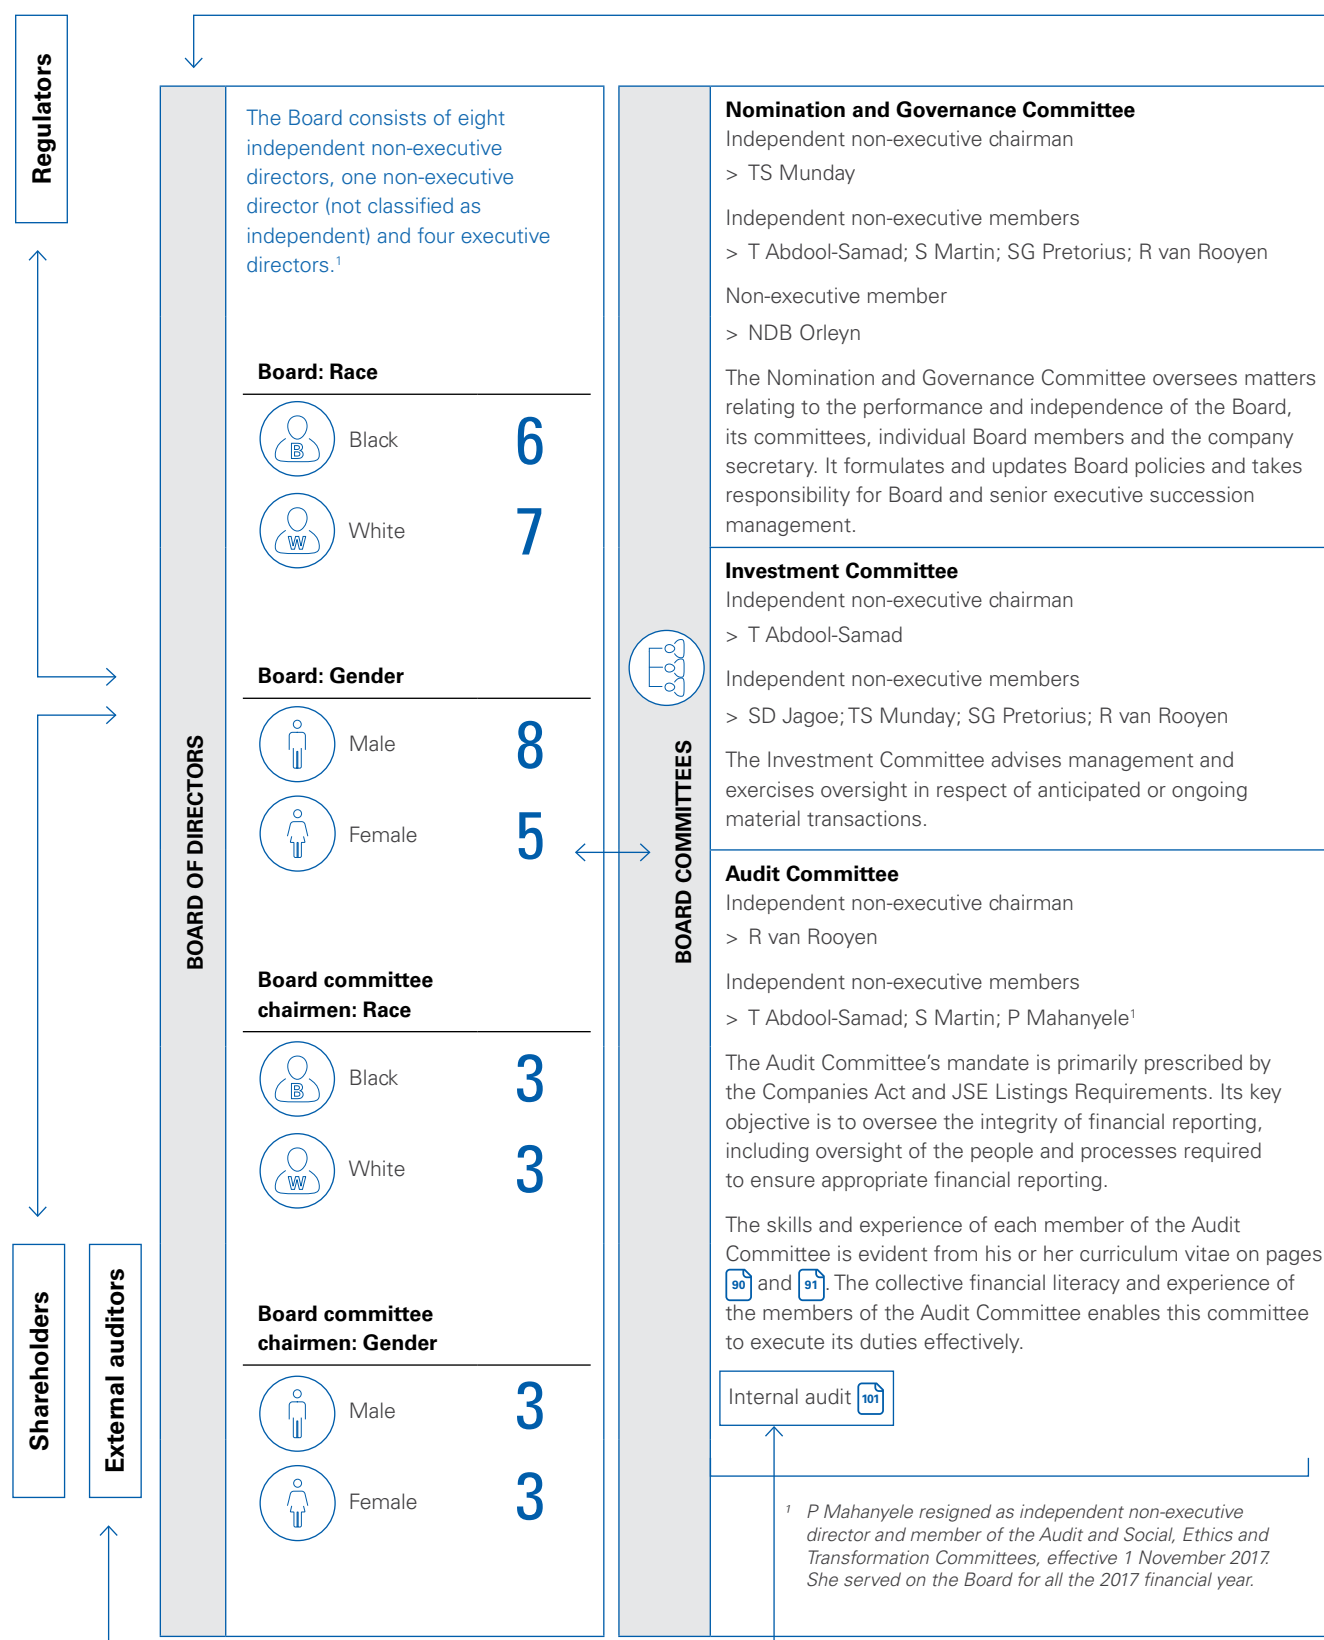 Regulators
Shareholders
External auditors
BOARD OF DIRECTORS
The Board consists of eight
independent non-executive
directors, one non-executive
director (not classified as
independent) and four executive
directors.¹
Board: Race
B
Black 6
W
White 7
Board: Gender
Male 8
Female 5
Board committee
chairmen: Race
B
Black 3
W
White 3
Board committee
chairmen: Gender
Male 3
Female 3
BOARD COMMITTEES
Nomination and Governance Committee
Independent non-executive chairman
> TS Munday
Independent non-executive members
> T Abdool-Samad; S Martin; SG Pretorius; R van Rooyen
Non-executive member
> NDB Orleyn
The Nomination and Governance Committee oversees matters
relating to the performance and independence of the Board,
its committees, individual Board members and the company
secretary. It formulates and updates Board policies and takes
responsibility for Board and senior executive succession
management.
Investment Committee
Independent non-executive chairman
> T Abdool-Samad
Independent non-executive members
> SD Jagoe; TS Munday; SG Pretorius; R van Rooyen
The Investment Committee advises management and
exercises oversight in respect of anticipated or ongoing
material transactions.
Audit Committee
Independent non-executive chairman
> R van Rooyen
Independent non-executive members
> T Abdool-Samad; S Martin; P Mahanyele¹
The Audit Committee's mandate is primarily prescribed by
the Companies Act and JSE Listings Requirements. Its key
objective is to oversee the integrity of financial reporting,
including oversight of the people and processes required
to ensure appropriate financial reporting.
The skills and experience of each member of the Audit
Committee is evident from his or her curriculum vitae on pages
90 and 91. The collective financial literacy and experience of
the members of the Audit Committee enables this committee
to execute its duties effectively.
Internal audit 101
¹ P Mahanyele resigned as independent non-executive
director and member of the Audit and Social, Ethics and
Transformation Committees, effective 1 November 2017.
She served on the Board for all the 2017 financial year.